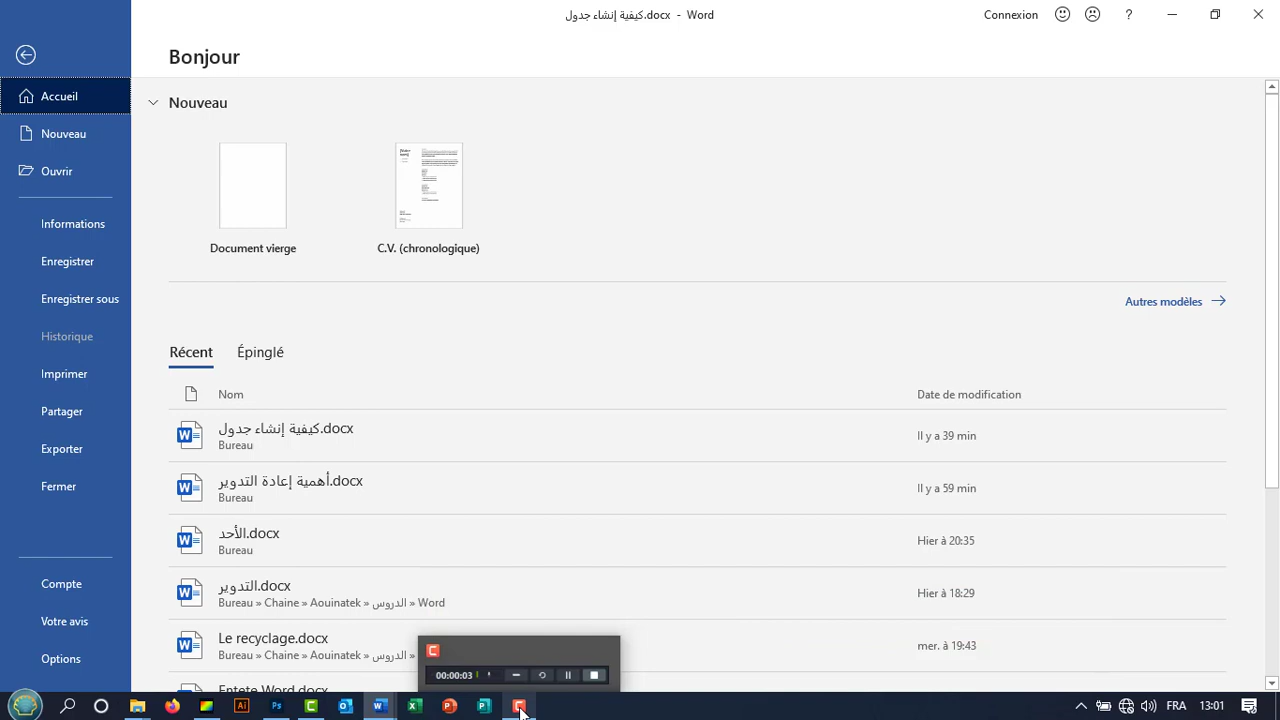 كيفية إنشاء جدول.docx - Word
Connexion
?
Bonjour
Accueil
Nouveau
Ouvrir
Informations
Enregistrer
Enregistrer sous
Historique
Imprimer
Partager
Exporter
Fermer
Compte
Votre avis
Options
Nouveau
Document vierge
C.V. (chronologique)
Autres modèles
Récent
Épinglé
Nom
Date de modification
كيفية إنشاء جدول.docx
Bureau
Il y a 39 min
أهمية إعادة التدوير.docx
Bureau
Il y a 59 min
الأحد.docx
Bureau
Hier à 20:35
التدوير.docx
Bureau » Chaine » Aouinatek » الدروس » Word
Hier à 18:29
Le recyclage.docx
Bureau » Chaine » Aouinatek » الدروس »
mer. à 19:43
Entete Word.docx
00:00:03
FRA
13:01